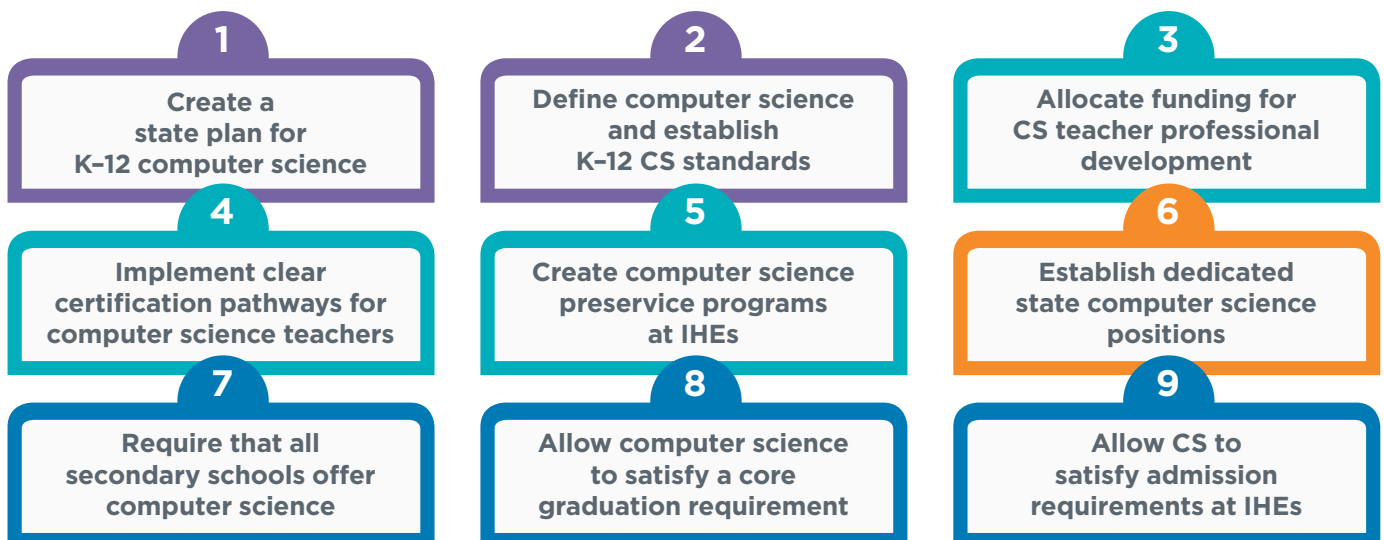 1
Create a
state plan for
K–12 computer science
2
Define computer science
and establish
K–12 CS standards
3
Allocate funding for
CS teacher professional
development
4
Implement clear
certification pathways for
computer science teachers
5
Create computer science
preservice programs
at IHEs
6
Establish dedicated
state computer science
positions
7
Require that all
secondary schools offer
computer science
8
Allow computer science
to satisfy a core
graduation requirement
9
Allow CS to
satisfy admission
requirements at IHEs